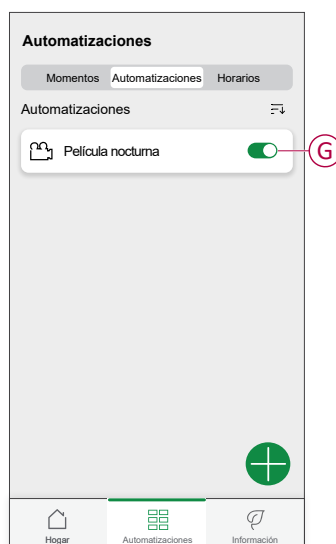 Automatizaciones
Momentos Automatizaciones Horarios
Automatizaciones
Película nocturna
G
Hogar Automatizaciones Información